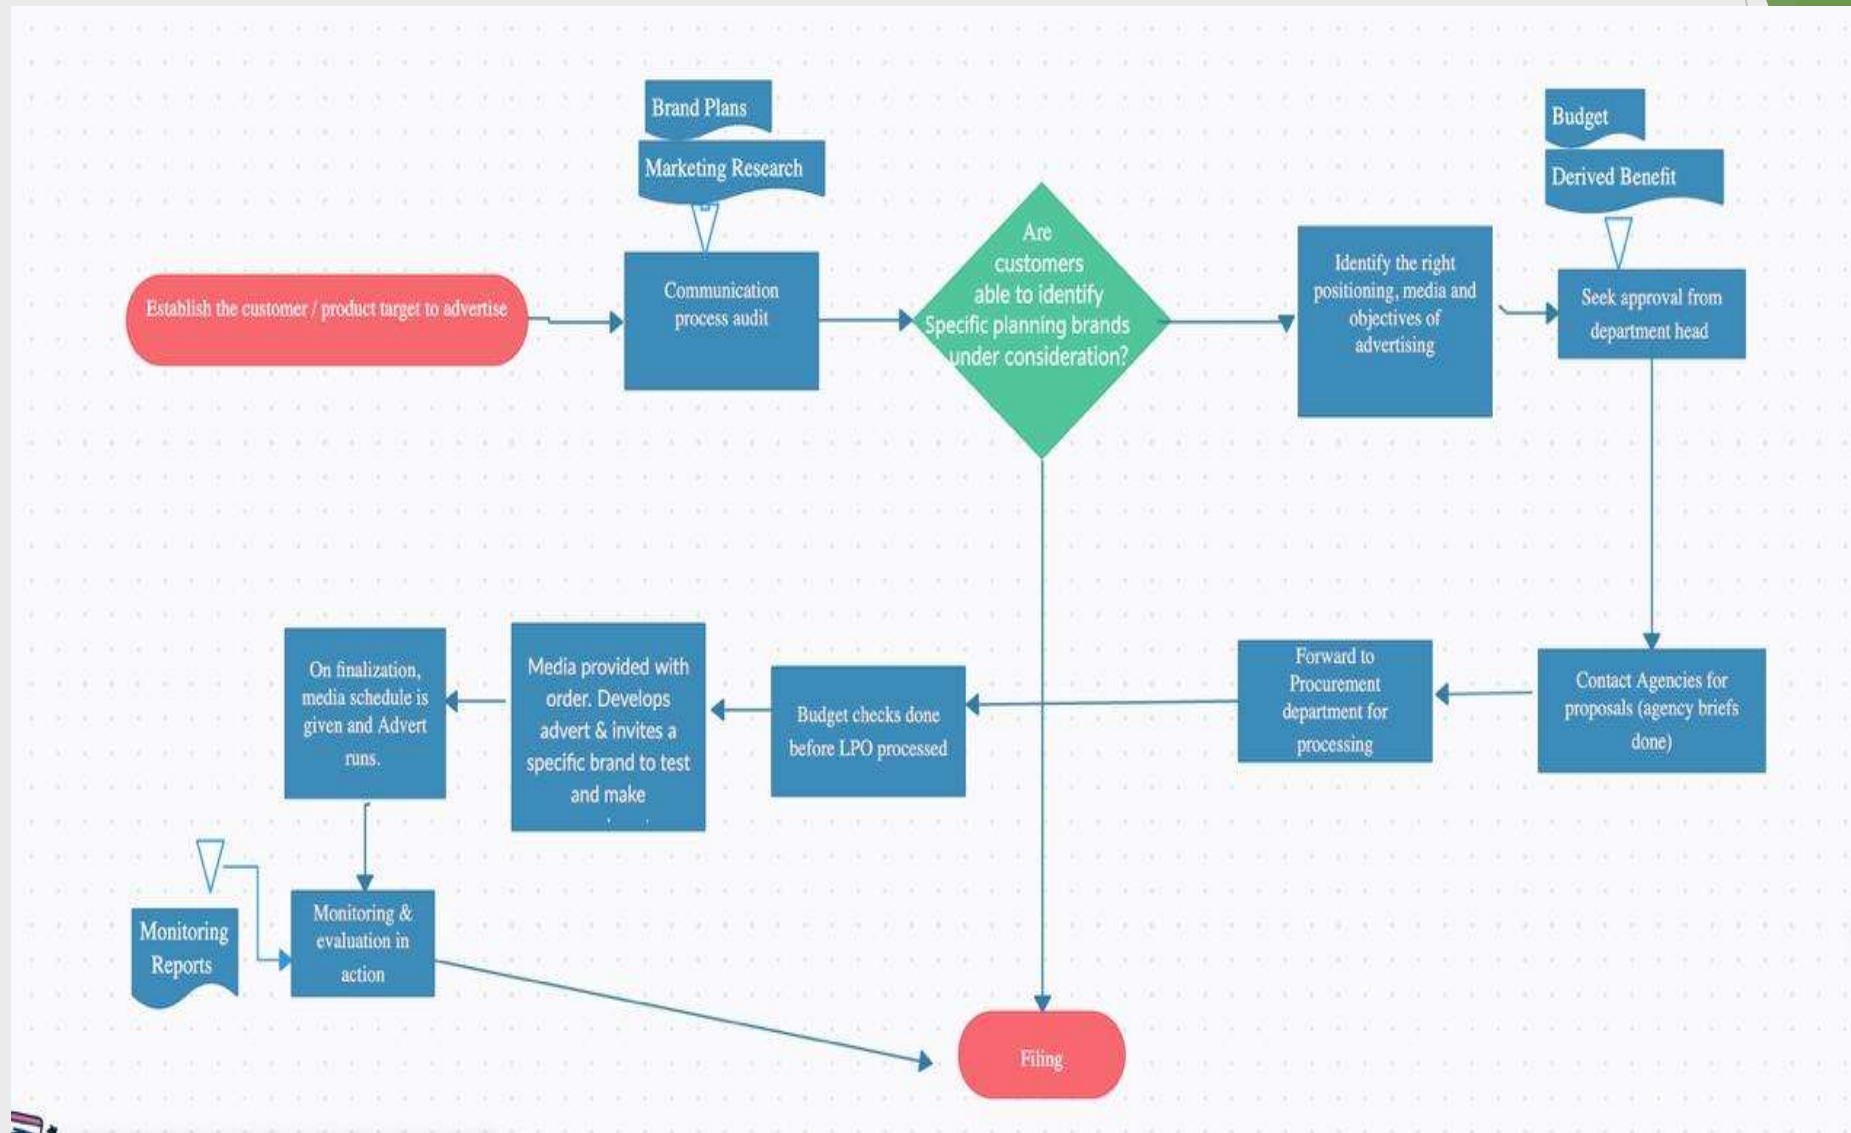 Brand Plans
Marketing Research
Budget
Derived Benefit
Establish the customer / product target to advertise
Communication
process audit
Are
customers
able to identify
Specific planning brands
under consideration?
Identify the right
positioning, media and
objectives of
advertising
Seek approval from
department head
On finalization,
media schedule is
given and Advert
runs.
Media provided with
order. Develops
advert & invites a
specific brand to test
and make
Budget checks done
before LPO processed
Forward to
Procurement
department for
processing
Contact Agencies for
proposals (agency briefs
done)
Monitoring
Reports
Monitoring &
evaluation in
action
Filing